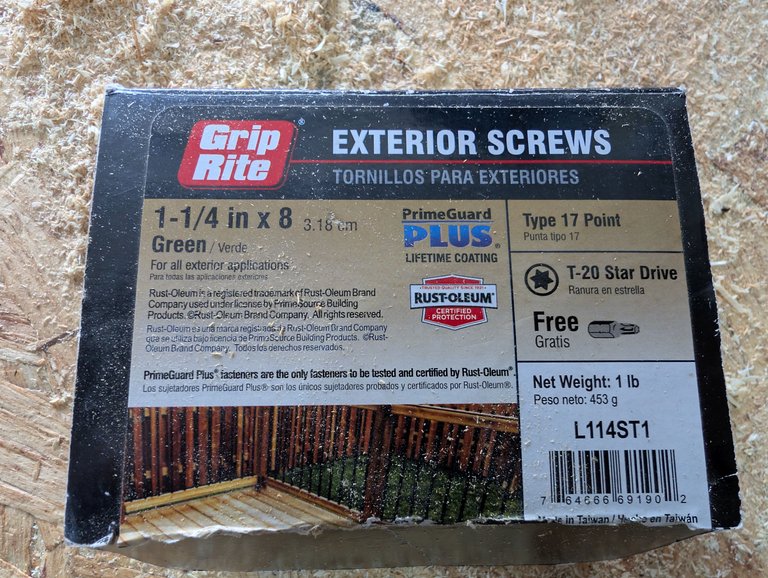 Grip Rite ®
EXTERIOR SCREWS
TORNILLOS PARA EXTERIORES
1-1/4 in x 8 3.18 cm
Green / Verde
For all exterior applications
Para todas las aplicaciones exteriores
Rust-Oleum is a registered trademark of Rust-Oleum Brand
Company used under license by PrimeSource Building
Products. ©Rust-Oleum Brand Company. All rights reserved.
Rust-Oleum es una marca registrada de Rust-Oleum Brand Company
que se utiliza bajo licencia de PrimeSource Building Products. ©Rust-
Oleum Brand Company. Todos los derechos reservados.
PrimeGuard
PLUS®
LIFETIME COATING
TRUSTED QUALITY SINCE 1921
RUST-OLEUM®
CERTIFIED
PROTECTION
PrimeGuard Plus® fasteners are the only fasteners to be tested and certified by Rust-Oleum®.
Los sujetadores PrimeGuard Plus® son los únicos sujetadores probados y certificados por Rust-Oleum®.
Type 17 Point
Punta tipo 17
T-20 Star Drive
Ranura en estrella
Free
Gratis
Net Weight: 1 lb
Peso neto: 453 g
L114ST1
7 64666 69190 2
Made in Taiwan / Hecho en Taiwán